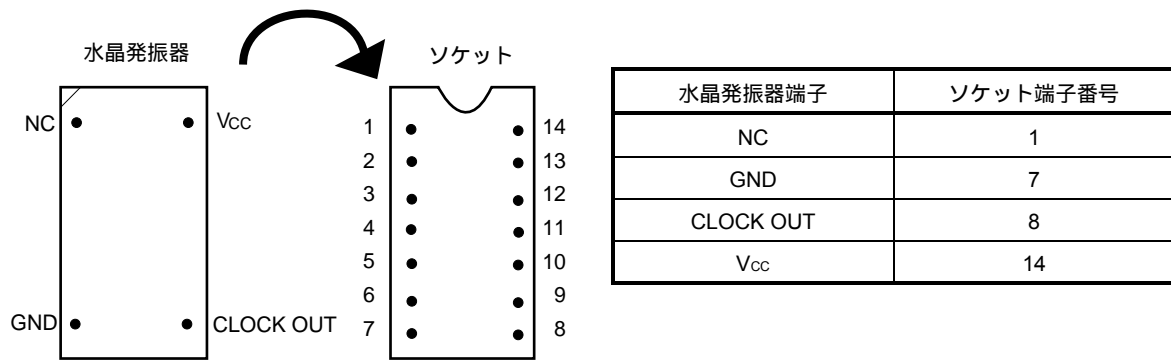 水晶発振器
NC
Vcc
GND
CLOCK OUT
ソケット
1 14
2 13
3 12
4 11
5 10
6 9
7 8
水晶発振器端子 ソケット端子番号
NC 1
GND 7
CLOCK OUT 8
Vcc 14